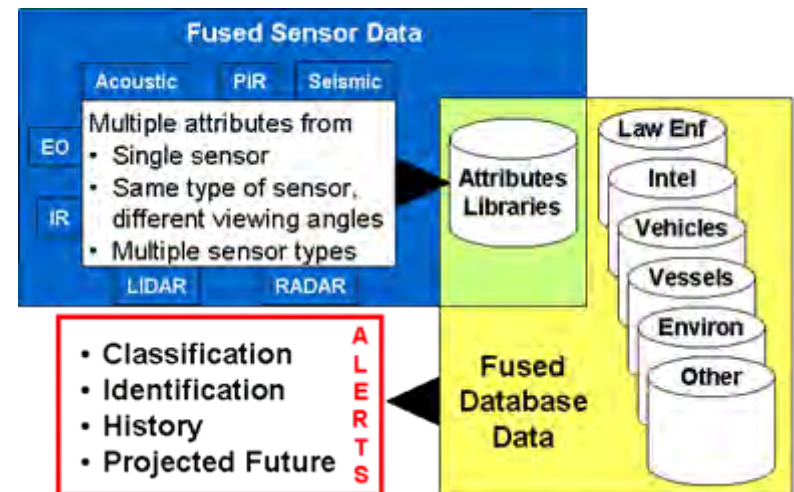 Fused Sensor Data
Acoustic
PIR
Seismic
EO
IR
Multiple attributes from
• Single sensor
• Same type of sensor,
different viewing angles
• Multiple sensor types
LIDAR
RADAR
Attributes
Libraries
Law Enf
Intel
Vehicles
Vessels
Environ
Other
Fused
Database
Data
• Classification
• Identification
• History
• Projected Future
ALERTS